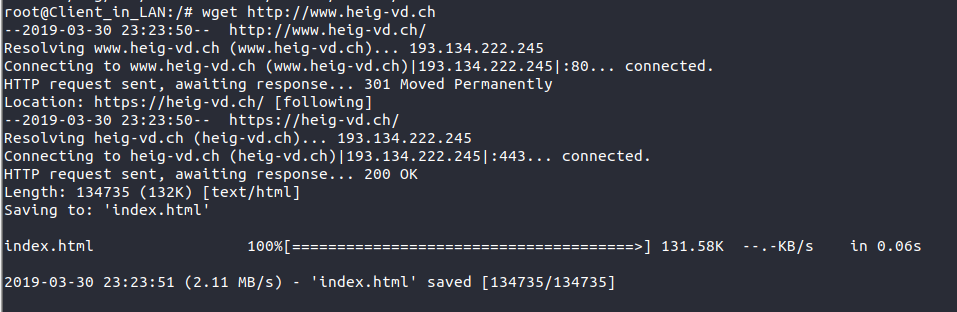 root@Client_in_LAN:/# wget http://www.heig-vd.ch
--2019-03-30 23:23:50--  http://www.heig-vd.ch/
Resolving www.heig-vd.ch (www.heig-vd.ch)... 193.134.222.245
Connecting to www.heig-vd.ch (www.heig-vd.ch)|193.134.222.245|:80... connected.
HTTP request sent, awaiting response... 301 Moved Permanently
Location: https://heig-vd.ch/ [following]
--2019-03-30 23:23:50--  https://heig-vd.ch/
Resolving heig-vd.ch (heig-vd.ch)... 193.134.222.245
Connecting to heig-vd.ch (heig-vd.ch)|193.134.222.245|:443... connected.
HTTP request sent, awaiting response... 200 OK
Length: 134735 (132K) [text/html]
Saving to: 'index.html'
index.html                 100%[======================================>] 131.58K  --.-KB/s    in 0.06s
2019-03-30 23:23:51 (2.11 MB/s) - 'index.html' saved [134735/134735]